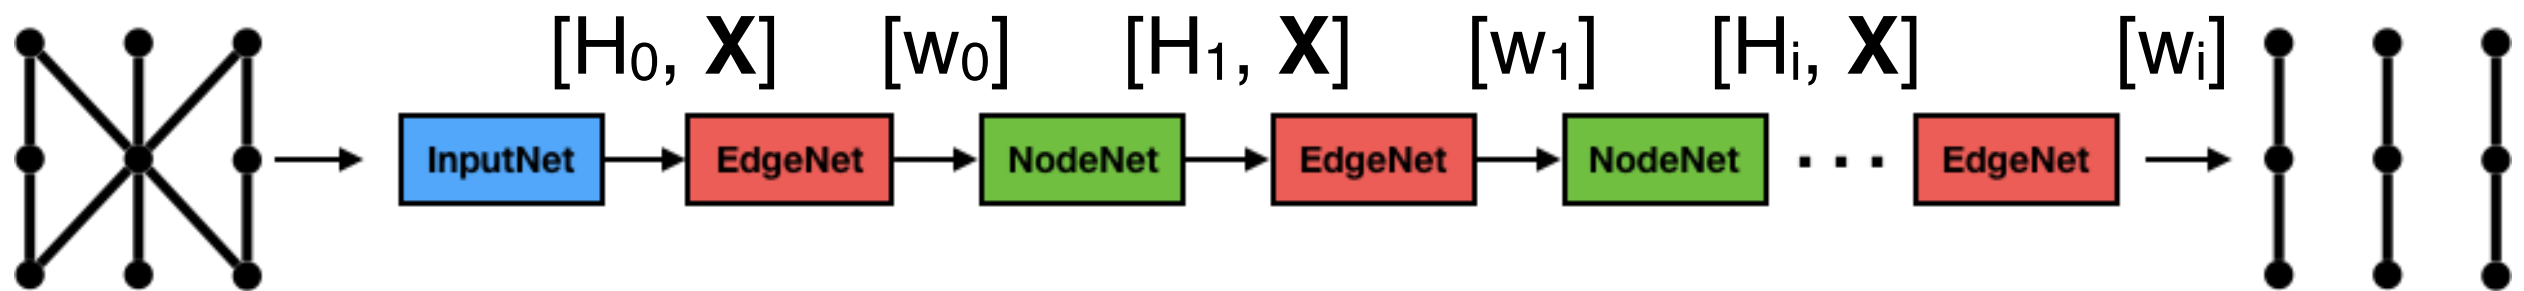 [H₀, X] [w₀] [H₁, X] [w₁] [Hᵢ, X] [wᵢ]
InputNet EdgeNet NodeNet EdgeNet NodeNet ... EdgeNet